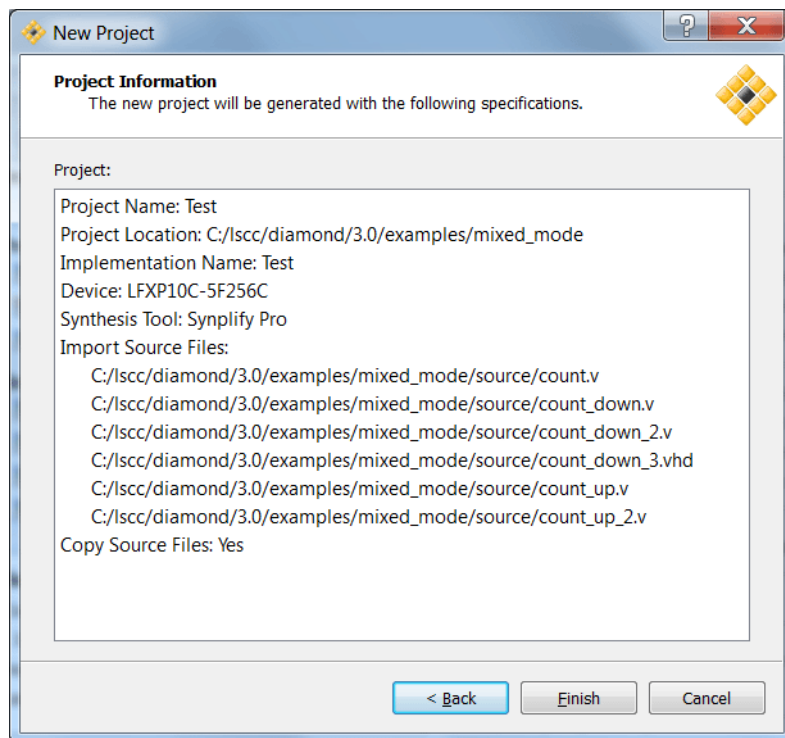 New Project
Project Information
The new project will be generated with the following specifications.
Project:
Project Name: Test
Project Location: C:/lscc/diamond/3.0/examples/mixed_mode
Implementation Name: Test
Device: LFXP10C-5F256C
Synthesis Tool: Synplify Pro
Import Source Files:
C:/lscc/diamond/3.0/examples/mixed_mode/source/count.v
C:/lscc/diamond/3.0/examples/mixed_mode/source/count_down.v
C:/lscc/diamond/3.0/examples/mixed_mode/source/count_down_2.v
C:/lscc/diamond/3.0/examples/mixed_mode/source/count_down_3.vhd
C:/lscc/diamond/3.0/examples/mixed_mode/source/count_up.v
C:/lscc/diamond/3.0/examples/mixed_mode/source/count_up_2.v
Copy Source Files: Yes
< Back Finish Cancel